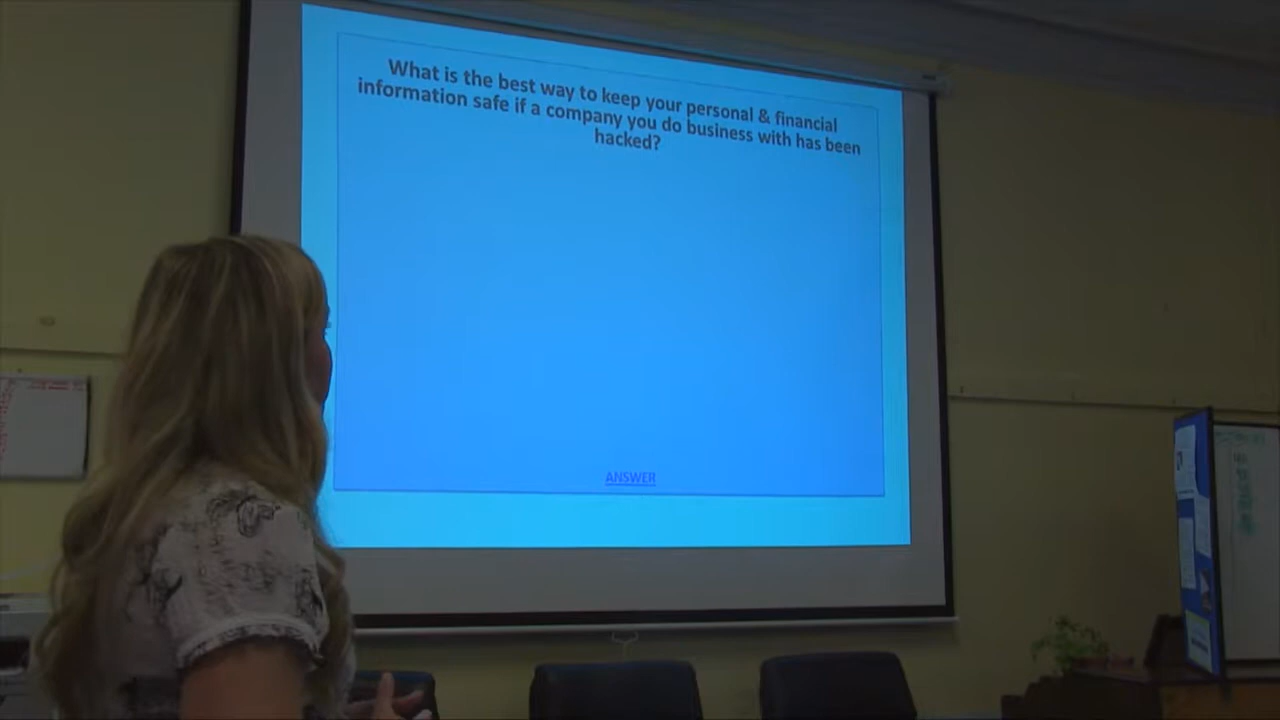 What is the best way to keep your personal & financial
information safe if a company you do business with has been
hacked?
ANSWER